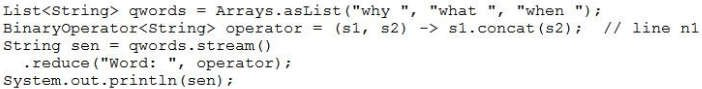 List<String> qwords = Arrays.asList("why ", "what ", "when ");
BinaryOperator<String> operator = (s1, s2) -> s1.concat(s2);  // line n1
String sen = qwords.stream()
  .reduce("Word: ", operator);
System.out.println(sen);